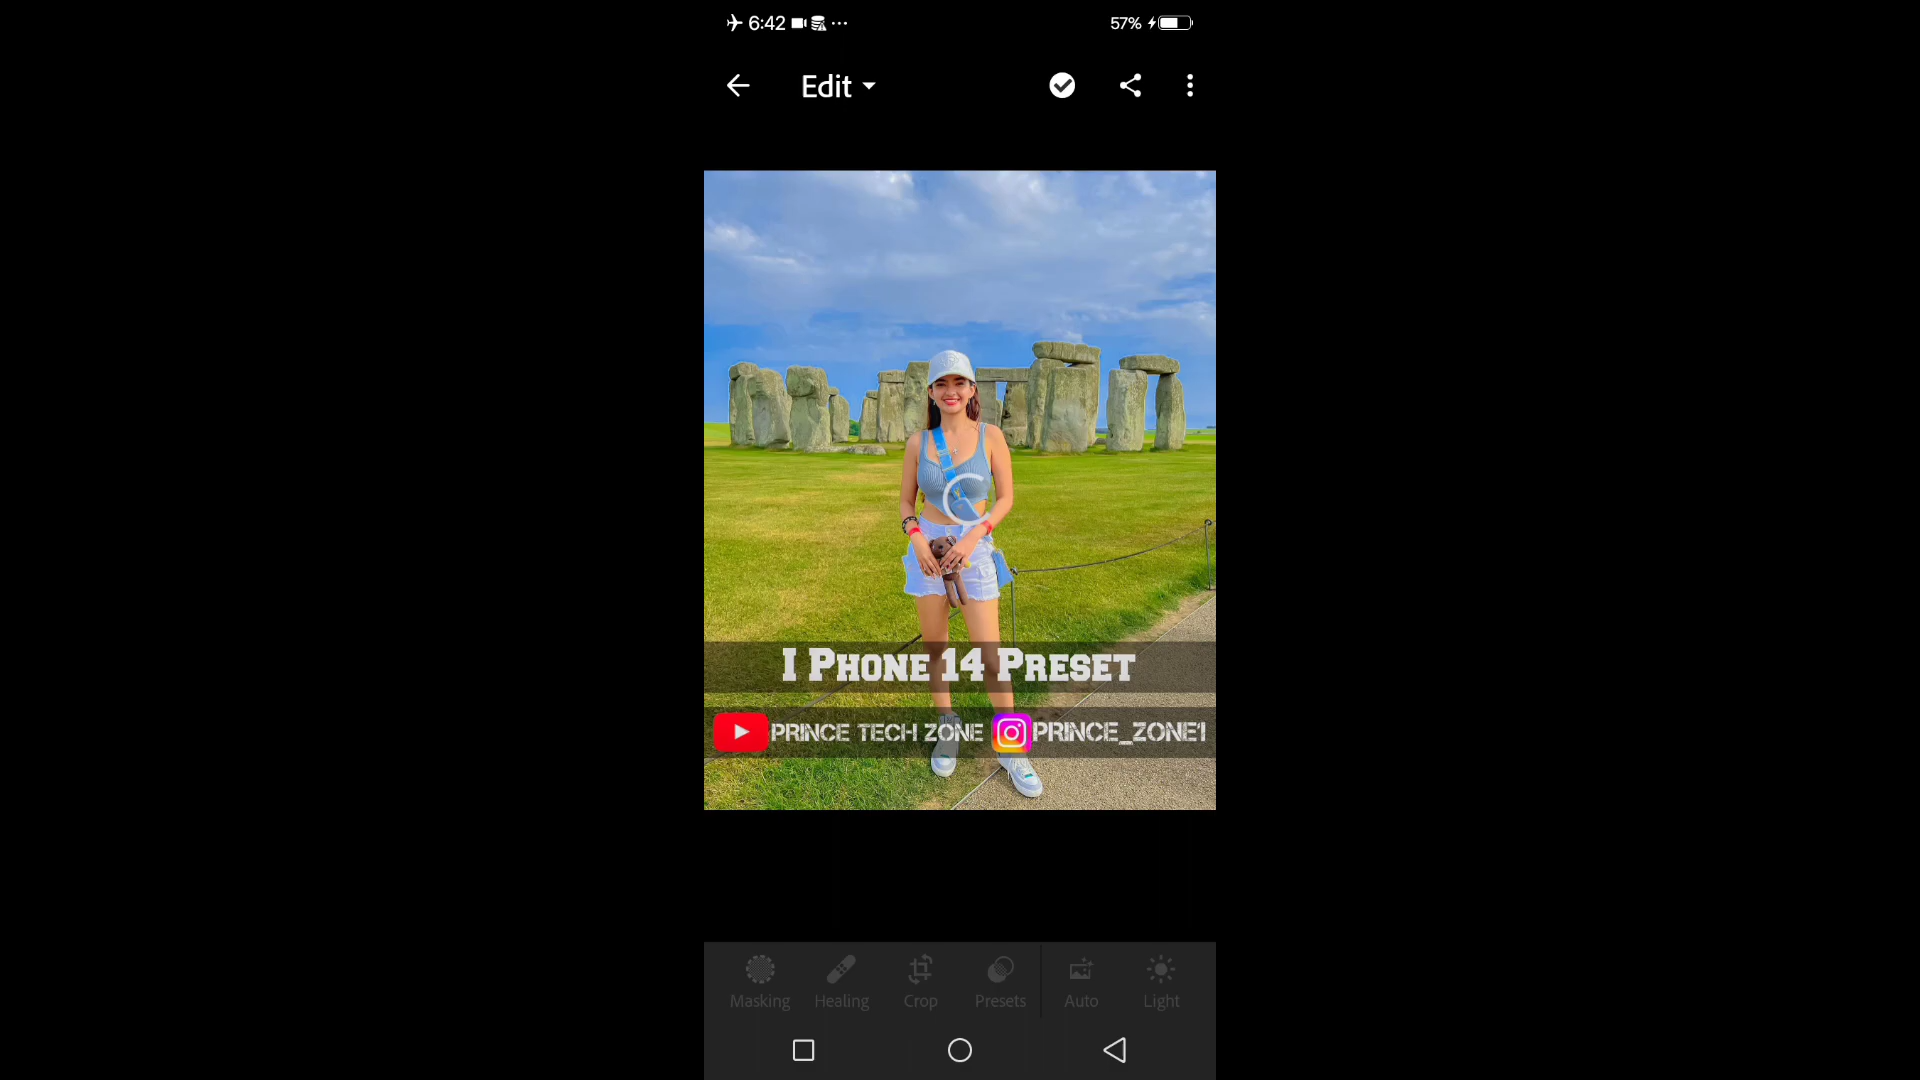 6:42
57%
Edit
I PHONE 14 PRESET
PRINCE TECH ZONE PRINCE_ZONE1
Masking Healing Crop Presets Auto Light